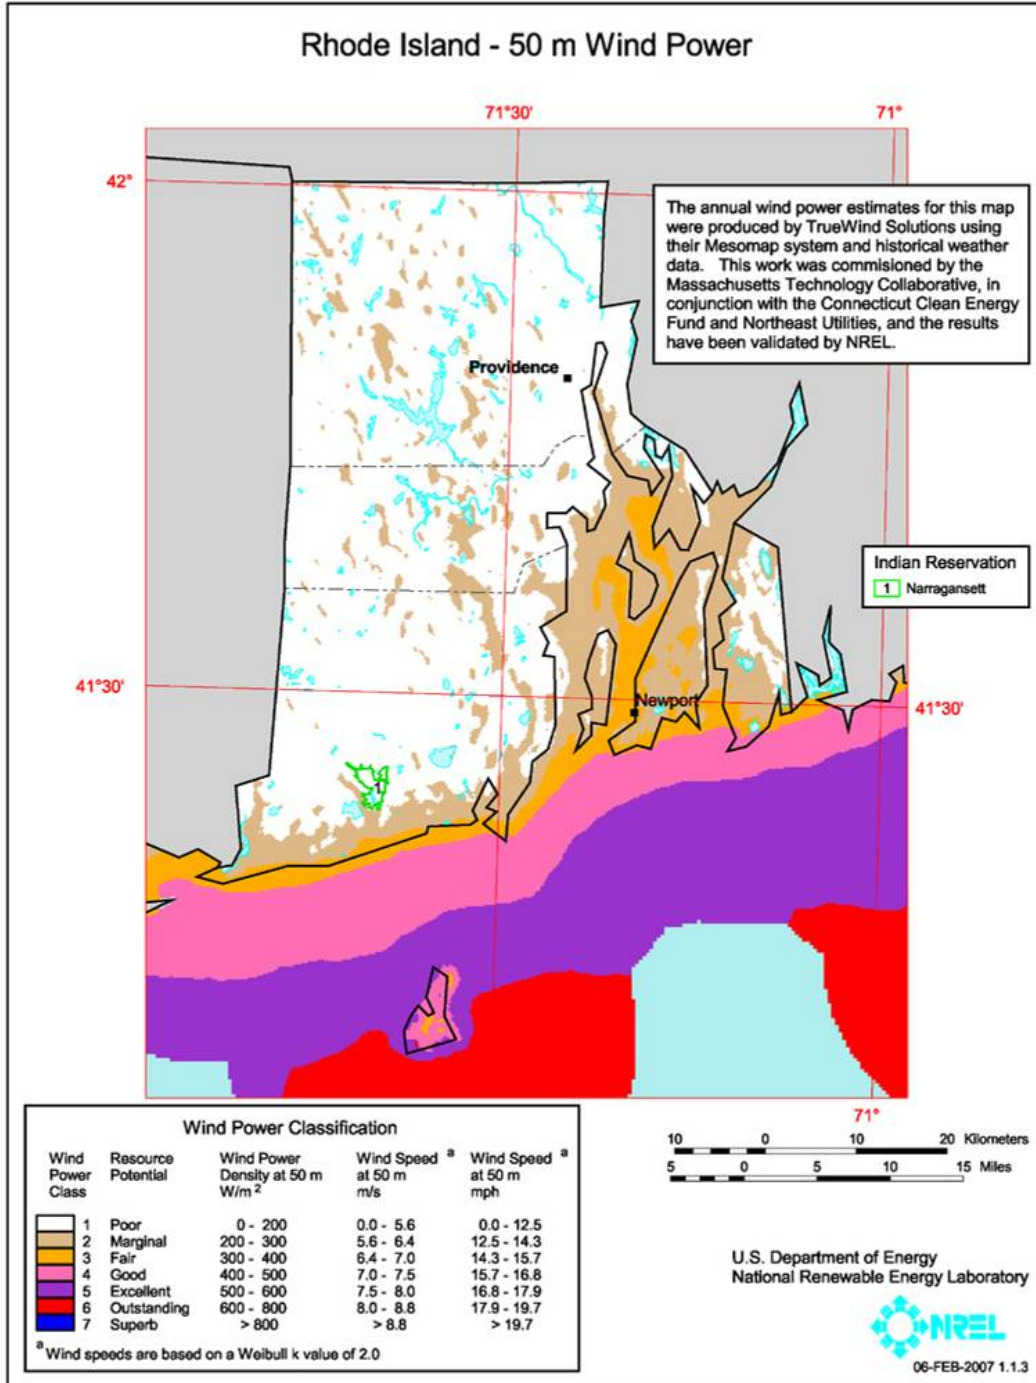 Rhode Island - 50 m Wind Power
71°30'
71°
42°
The annual wind power estimates for this map
were produced by TrueWind Solutions using
their Mesomap system and historical weather
data. This work was commisioned by the
Massachusetts Technology Collaborative, in
conjunction with the Connecticut Clean Energy
Fund and Northeast Utilities, and the results
have been validated by NREL.
Providence
Indian Reservation
1 Narragansett
41°30'
Newport
41°30'
1
71°
Wind Power Classification
Wind Power Class Resource Potential Wind Power Density at 50 m W/m2 Wind Speed a at 50 m m/s Wind Speed a at 50 m mph
1 Poor 0 - 200 0.0 - 5.6 0.0 - 12.5
2 Marginal 200 - 300 5.6 - 6.4 12.5 - 14.3
3 Fair 300 - 400 6.4 - 7.0 14.3 - 15.7
4 Good 400 - 500 7.0 - 7.5 15.7 - 16.8
5 Excellent 500 - 600 7.5 - 8.0 16.8 - 17.9
6 Outstanding 600 - 800 8.0 - 8.8 17.9 - 19.7
7 Superb > 800 > 8.8 > 19.7
a Wind speeds are based on a Weibull k value of 2.0
10 0 10 20 Kilometers
5 0 5 10 15 Miles
U.S. Department of Energy
National Renewable Energy Laboratory
NREL
06-FEB-2007 1.1.3